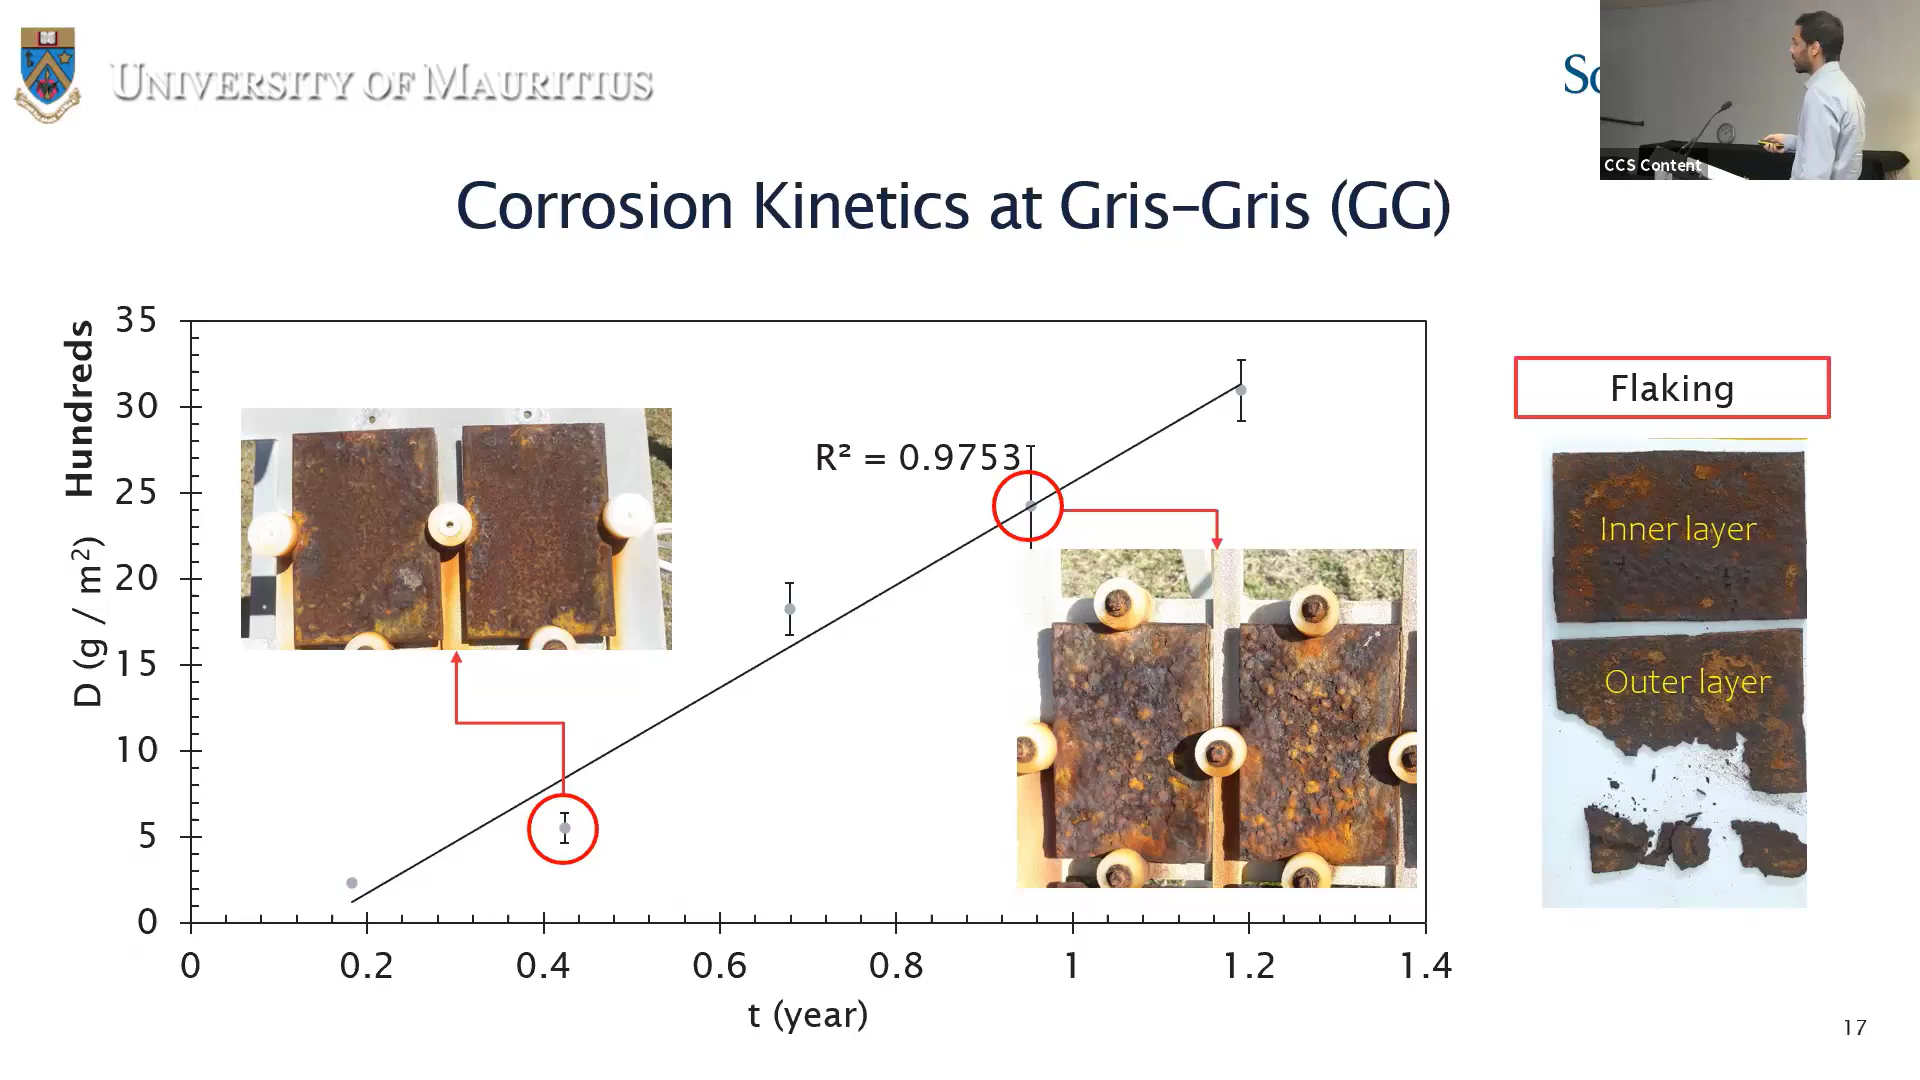 UNIVERSITY OF MAURITIUS
CCS Content
Corrosion Kinetics at Gris-Gris (GG)
D (g / m²) Hundreds
35
30
25
20
15
10
5
0
R² = 0.9753
0 0.2 0.4 0.6 0.8 1 1.2 1.4
t (year)
Flaking
Inner layer
Outer layer
17